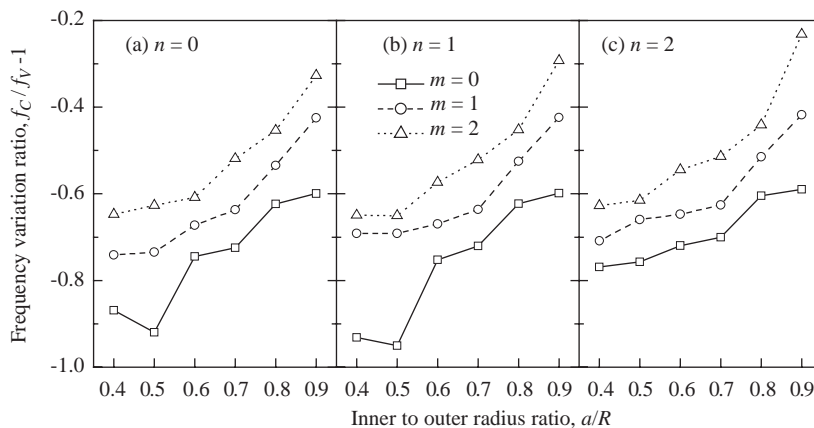 -0.2
-0.4
-0.6
-0.8
-1.0
Frequency variation ratio, f_C / f_V -1
(a) n = 0
(b) n = 1
(c) n = 2
m = 0
m = 1
m = 2
0.4 0.5 0.6 0.7 0.8 0.9 0.4 0.5 0.6 0.7 0.8 0.9 0.4 0.5 0.6 0.7 0.8 0.9
Inner to outer radius ratio, a/R